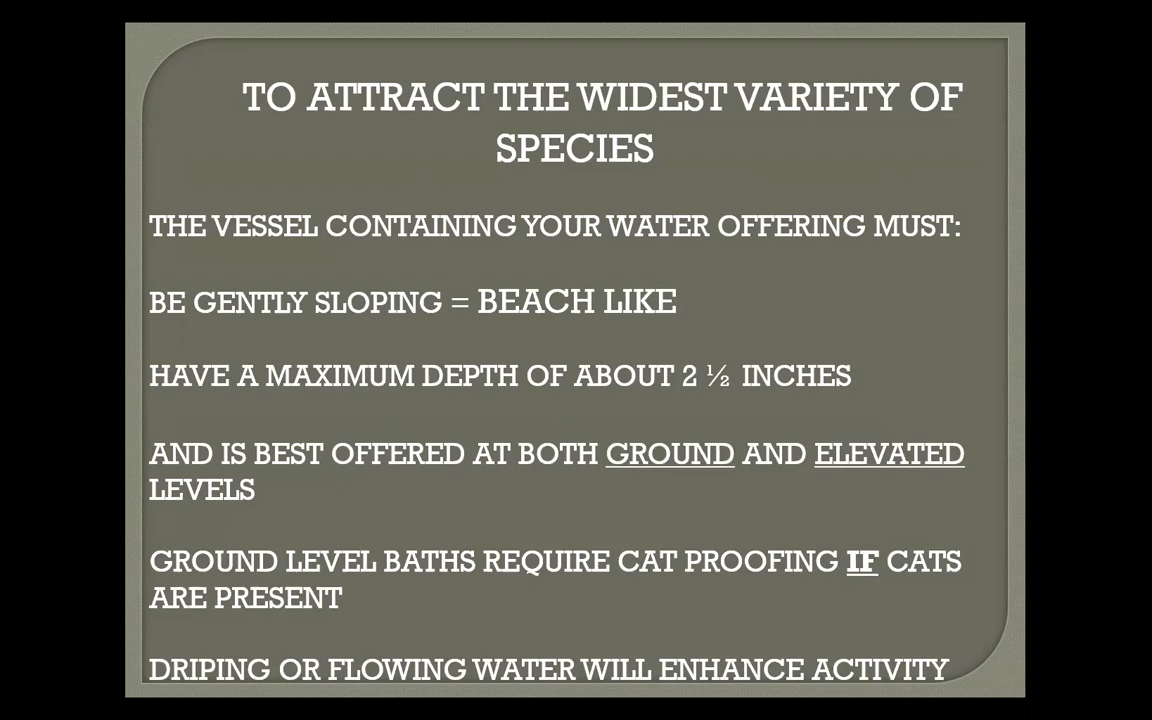 TO ATTRACT THE WIDEST VARIETY OF
SPECIES
THE VESSEL CONTAINING YOUR WATER OFFERING MUST:
BE GENTLY SLOPING = BEACH LIKE
HAVE A MAXIMUM DEPTH OF ABOUT 2 ½ INCHES
AND IS BEST OFFERED AT BOTH GROUND AND ELEVATED
LEVELS
GROUND LEVEL BATHS REQUIRE CAT PROOFING IF CATS
ARE PRESENT
DRIPING OR FLOWING WATER WILL ENHANCE ACTIVITY